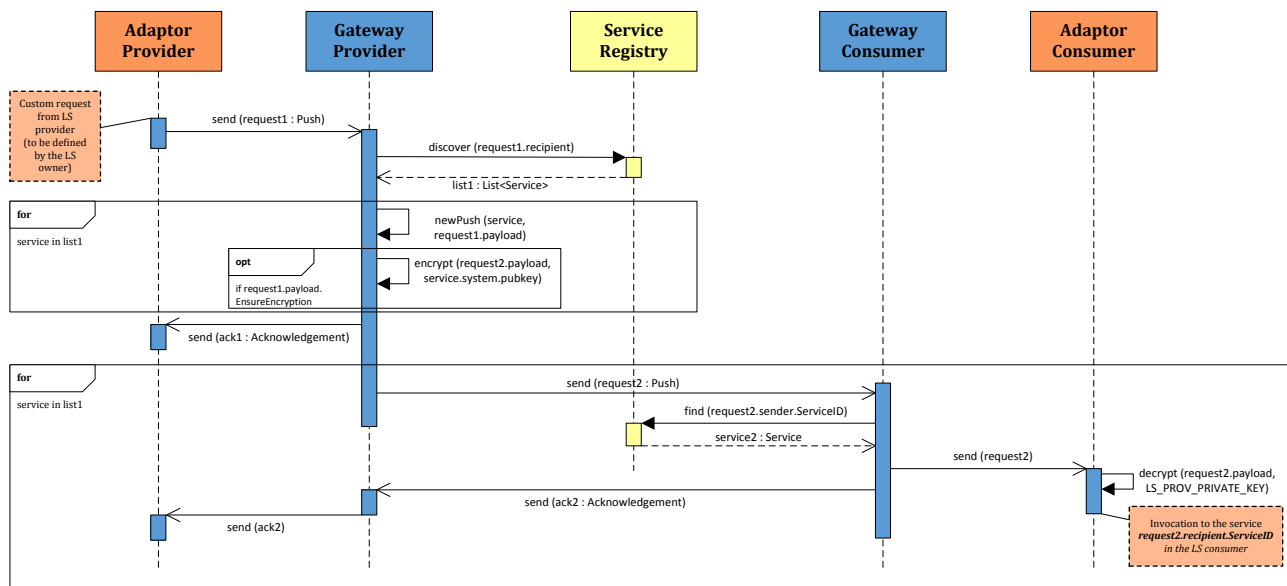 Adaptor
Provider
Gateway
Provider
Service
Registry
Gateway
Consumer
Adaptor
Consumer
Custom request
from LS
provider
(to be defined
by the LS
owner)
send (request1 : Push)
discover (request1.recipient)
list1 : List<Service>
for
service in list1
newPush (service,
request1.payload)
opt
if request1.payload.
EnsureEncryption
encrypt (request2.payload,
service.system.pubkey)
send (ack1 : Acknowledgement)
for
service in list1
send (request2 : Push)
find (request2.sender.ServiceID)
service2 : Service
send (request2)
decrypt (request2.payload,
LS_PROV_PRIVATE_KEY)
send (ack2 : Acknowledgement)
send (ack2)
Invocation to the service
request2.recipient.ServiceID
in the LS consumer